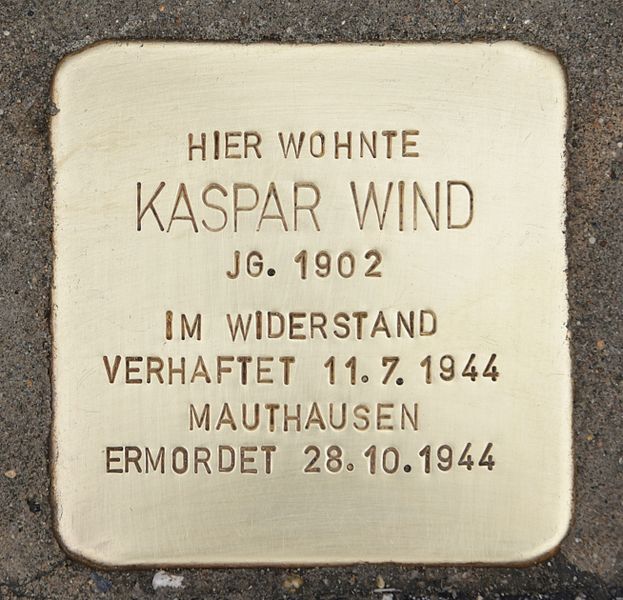 HIER WOHNTE
KASPAR WIND
JG. 1902
IM WIDERSTAND
VERHAFTET 11.7.1944
MAUTHAUSEN
ERMORDET 28.10.1944